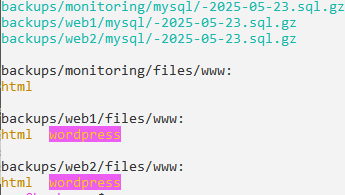 backups/monitoring/mysql/-2025-05-23.sql.gz
backups/web1/mysql/-2025-05-23.sql.gz
backups/web2/mysql/-2025-05-23.sql.gz
backups/monitoring/files/www:
html
backups/web1/files/www:
html wordpress
backups/web2/files/www:
html wordpress